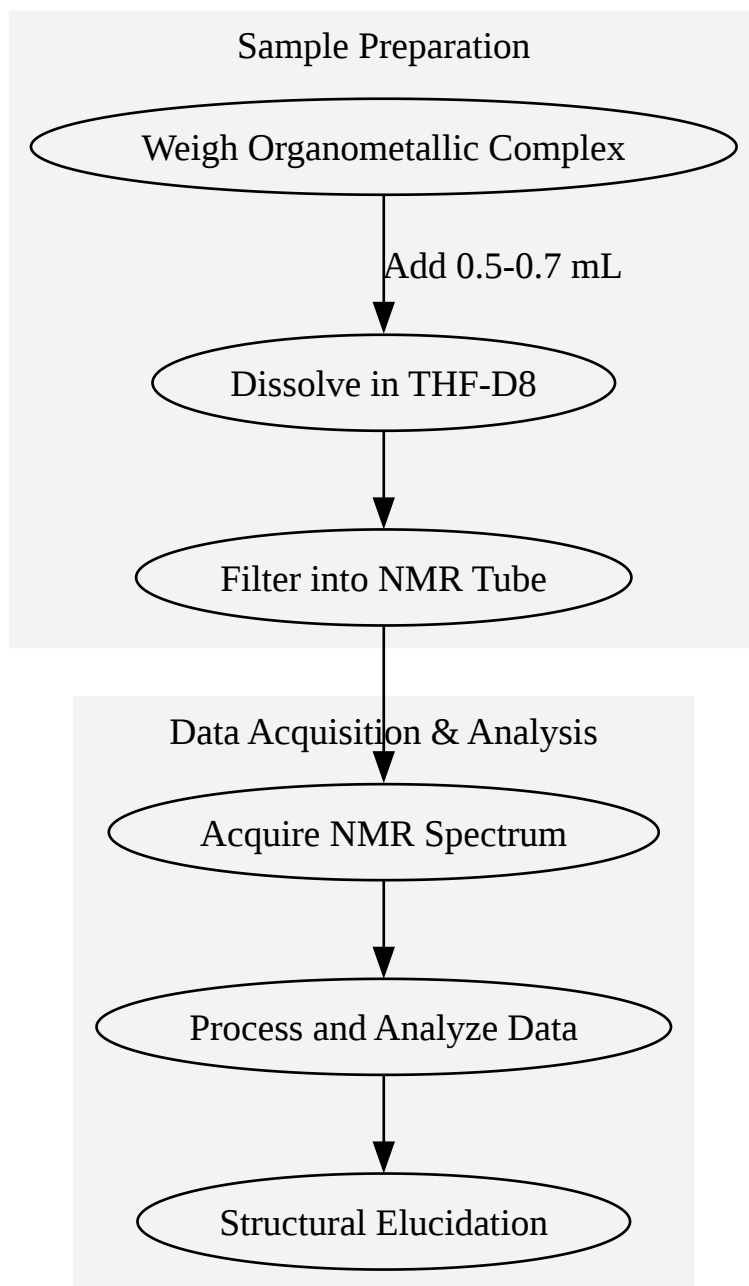 Sample Preparation
Weigh Organometallic Complex
Add 0.5-0.7 mL
Dissolve in THF-D8
Filter into NMR Tube
Data Acquisition & Analysis
Acquire NMR Spectrum
Process and Analyze Data
Structural Elucidation